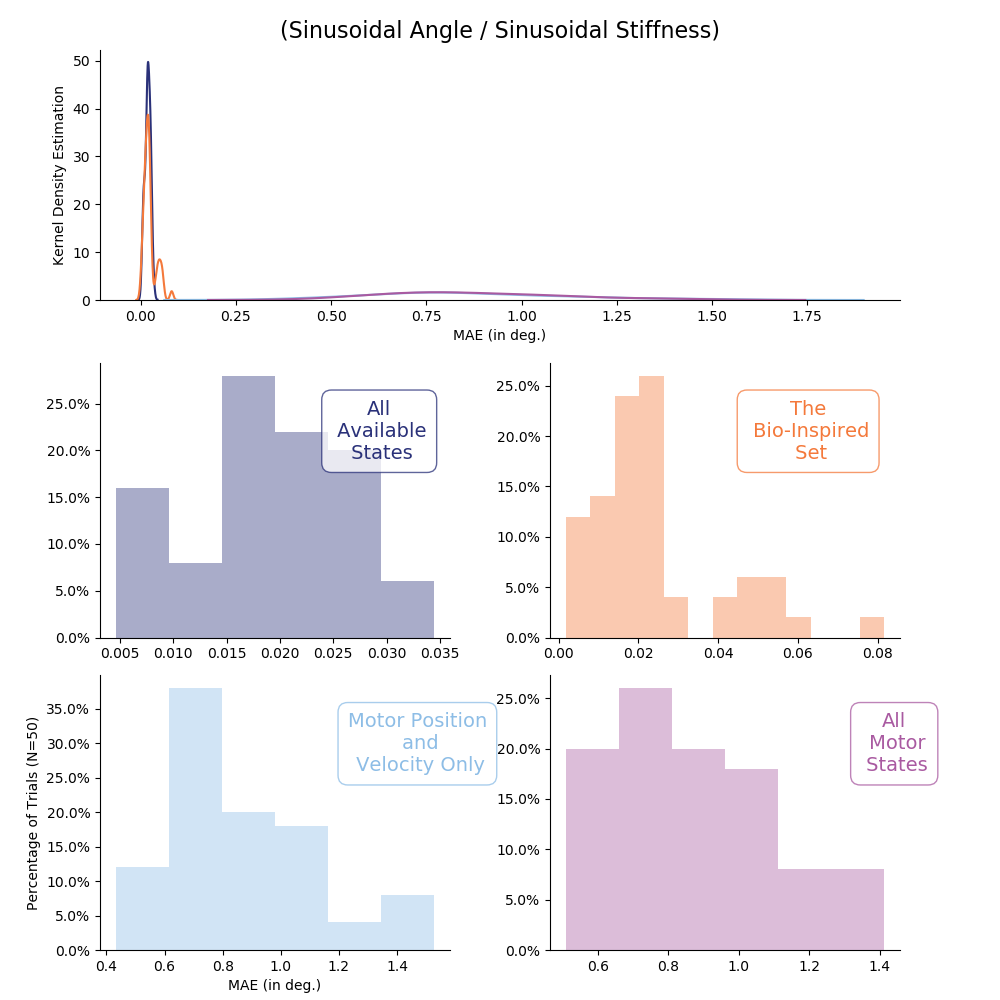 (Sinusoidal Angle / Sinusoidal Stiffness)
Kernel Density Estimation
50
40
30
20
10
0
0.00 0.25 0.50 0.75 1.00 1.25 1.50 1.75
MAE (in deg.)
All
Available
States
25.0%
20.0%
15.0%
10.0%
5.0%
0.0%
0.005 0.010 0.015 0.020 0.025 0.030 0.035
The
Bio-Inspired
Set
25.0%
20.0%
15.0%
10.0%
5.0%
0.0%
0.00 0.02 0.04 0.06 0.08
Motor Position
and
Velocity Only
Percentage of Trials (N=50)
35.0%
30.0%
25.0%
20.0%
15.0%
10.0%
5.0%
0.0%
0.4 0.6 0.8 1.0 1.2 1.4
MAE (in deg.)
All
Motor
States
25.0%
20.0%
15.0%
10.0%
5.0%
0.0%
0.6 0.8 1.0 1.2 1.4